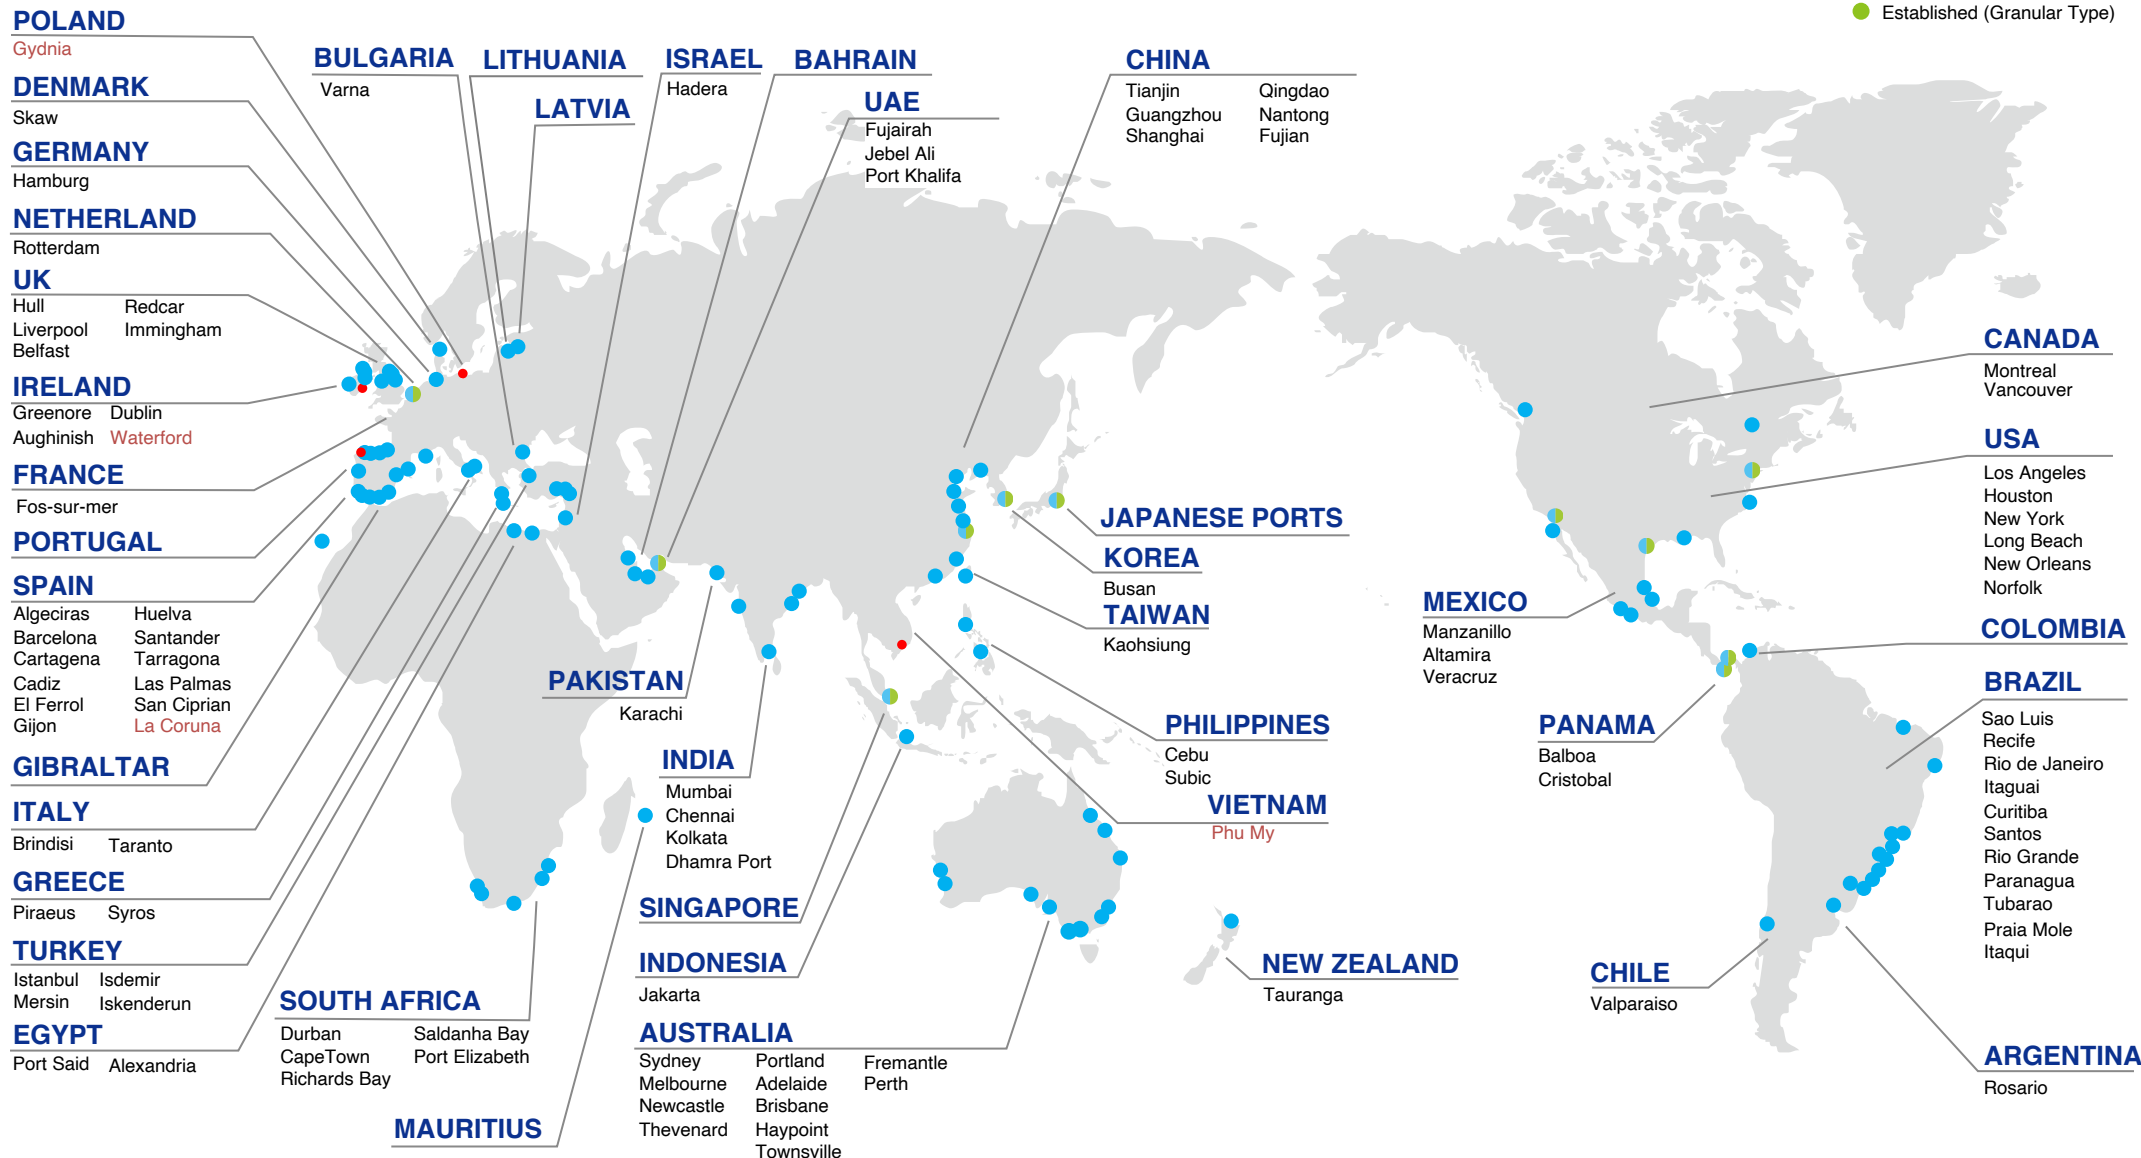 Established (Granular Type)
POLAND
Gydnia
DENMARK
Skaw
GERMANY
Hamburg
NETHERLAND
Rotterdam
UK
Hull Redcar
Liverpool Immingham
Belfast
IRELAND
Greenore Dublin
Aughinish Waterford
FRANCE
Fos-sur-mer
PORTUGAL
SPAIN
Algeciras Huelva
Barcelona Santander
Cartagena Tarragona
Cadiz Las Palmas
El Ferrol San Ciprian
Gijon La Coruna
GIBRALTAR
ITALY
Brindisi Taranto
GREECE
Piraeus Syros
TURKEY
Istanbul Isdemir
Mersin Iskenderun
EGYPT
Port Said Alexandria
BULGARIA
Varna
LITHUANIA
LATVIA
ISRAEL
Hadera
BAHRAIN
UAE
Fujairah
Jebel Ali
Port Khalifa
CHINA
Tianjin Qingdao
Guangzhou Nantong
Shanghai Fujian
JAPANESE PORTS
KOREA
Busan
TAIWAN
Kaohsiung
PHILIPPINES
Cebu
Subic
VIETNAM
Phu My
PAKISTAN
Karachi
INDIA
Mumbai
Chennai
Kolkata
Dhamra Port
SINGAPORE
INDONESIA
Jakarta
AUSTRALIA
Sydney Portland Fremantle
Melbourne Adelaide Perth
Newcastle Brisbane
Thevenard Haypoint
Townsville
SOUTH AFRICA
Durban Saldanha Bay
CapeTown Port Elizabeth
Richards Bay
MAURITIUS
NEW ZEALAND
Tauranga
CANADA
Montreal
Vancouver
USA
Los Angeles
Houston
New York
Long Beach
New Orleans
Norfolk
MEXICO
Manzanillo
Altamira
Veracruz
COLOMBIA
PANAMA
Balboa
Cristobal
BRAZIL
Sao Luis
Recife
Rio de Janeiro
Itaguai
Curitiba
Santos
Rio Grande
Paranagua
Tubarao
Praia Mole
Itaqui
CHILE
Valparaiso
ARGENTINA
Rosario